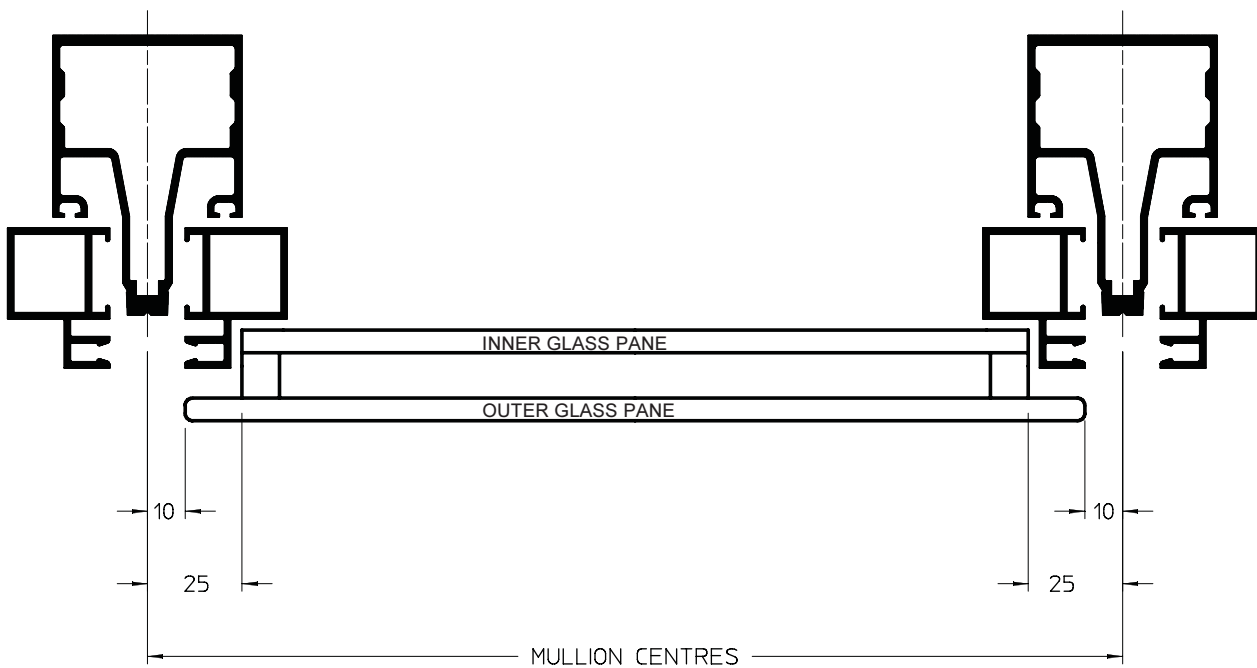 INNER GLASS PANE
OUTER GLASS PANE
10 10
25 25
MULLION CENTRES